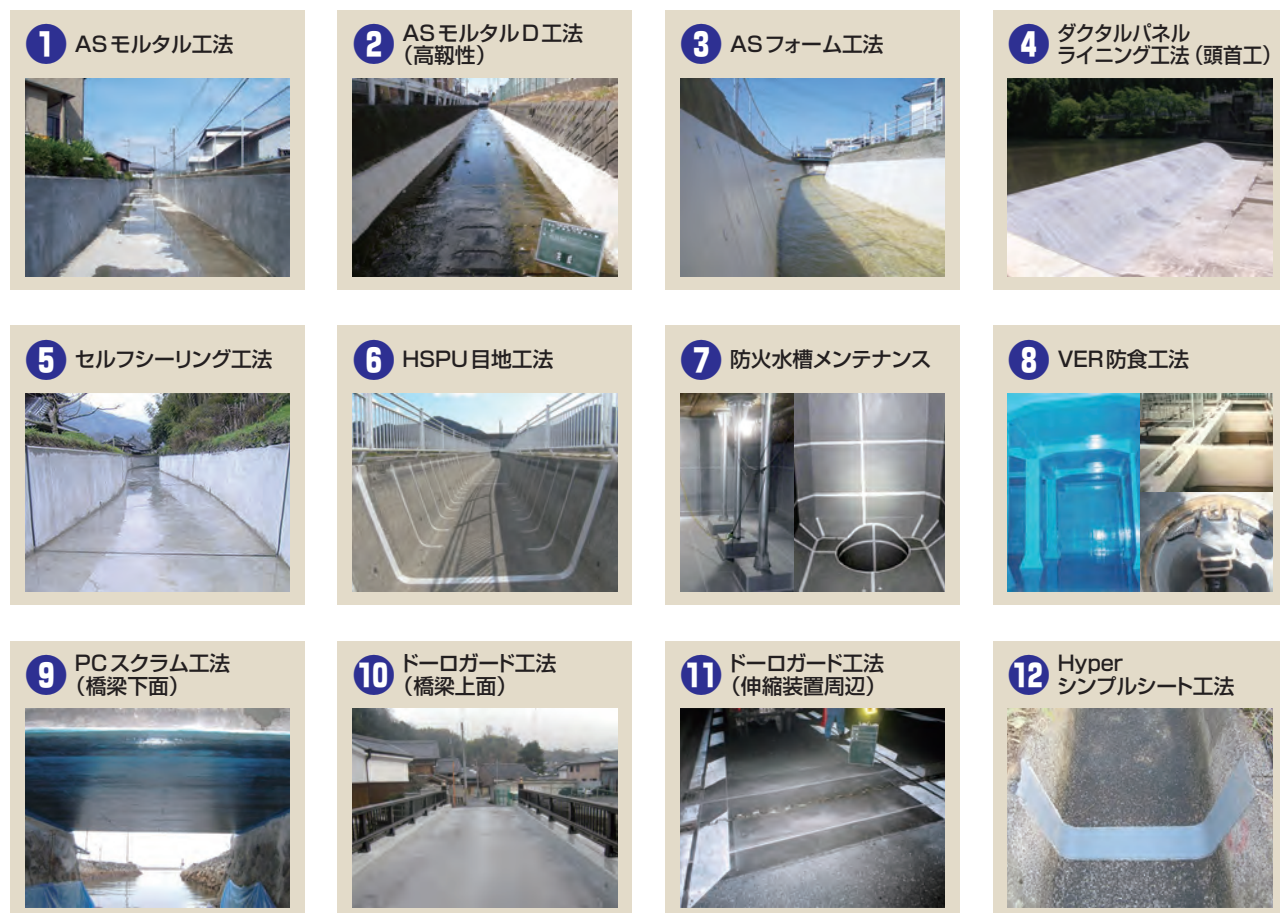 1 ASモルタル工法
2 ASモルタルD工法
（高靱性）
3 ASフォーム工法
4 ダクタルパネル
ライニング工法（頭首工）
5 セルフシーリング工法
6 HSPU目地工法
7 防火水槽メンテナンス
8 VER防食工法
9 PCスクラム工法
（橋梁下面）
10 ドーロガード工法
（橋梁上面）
11 ドーロガード工法
（伸縮装置周辺）
12 Hyper
シンプルシート工法